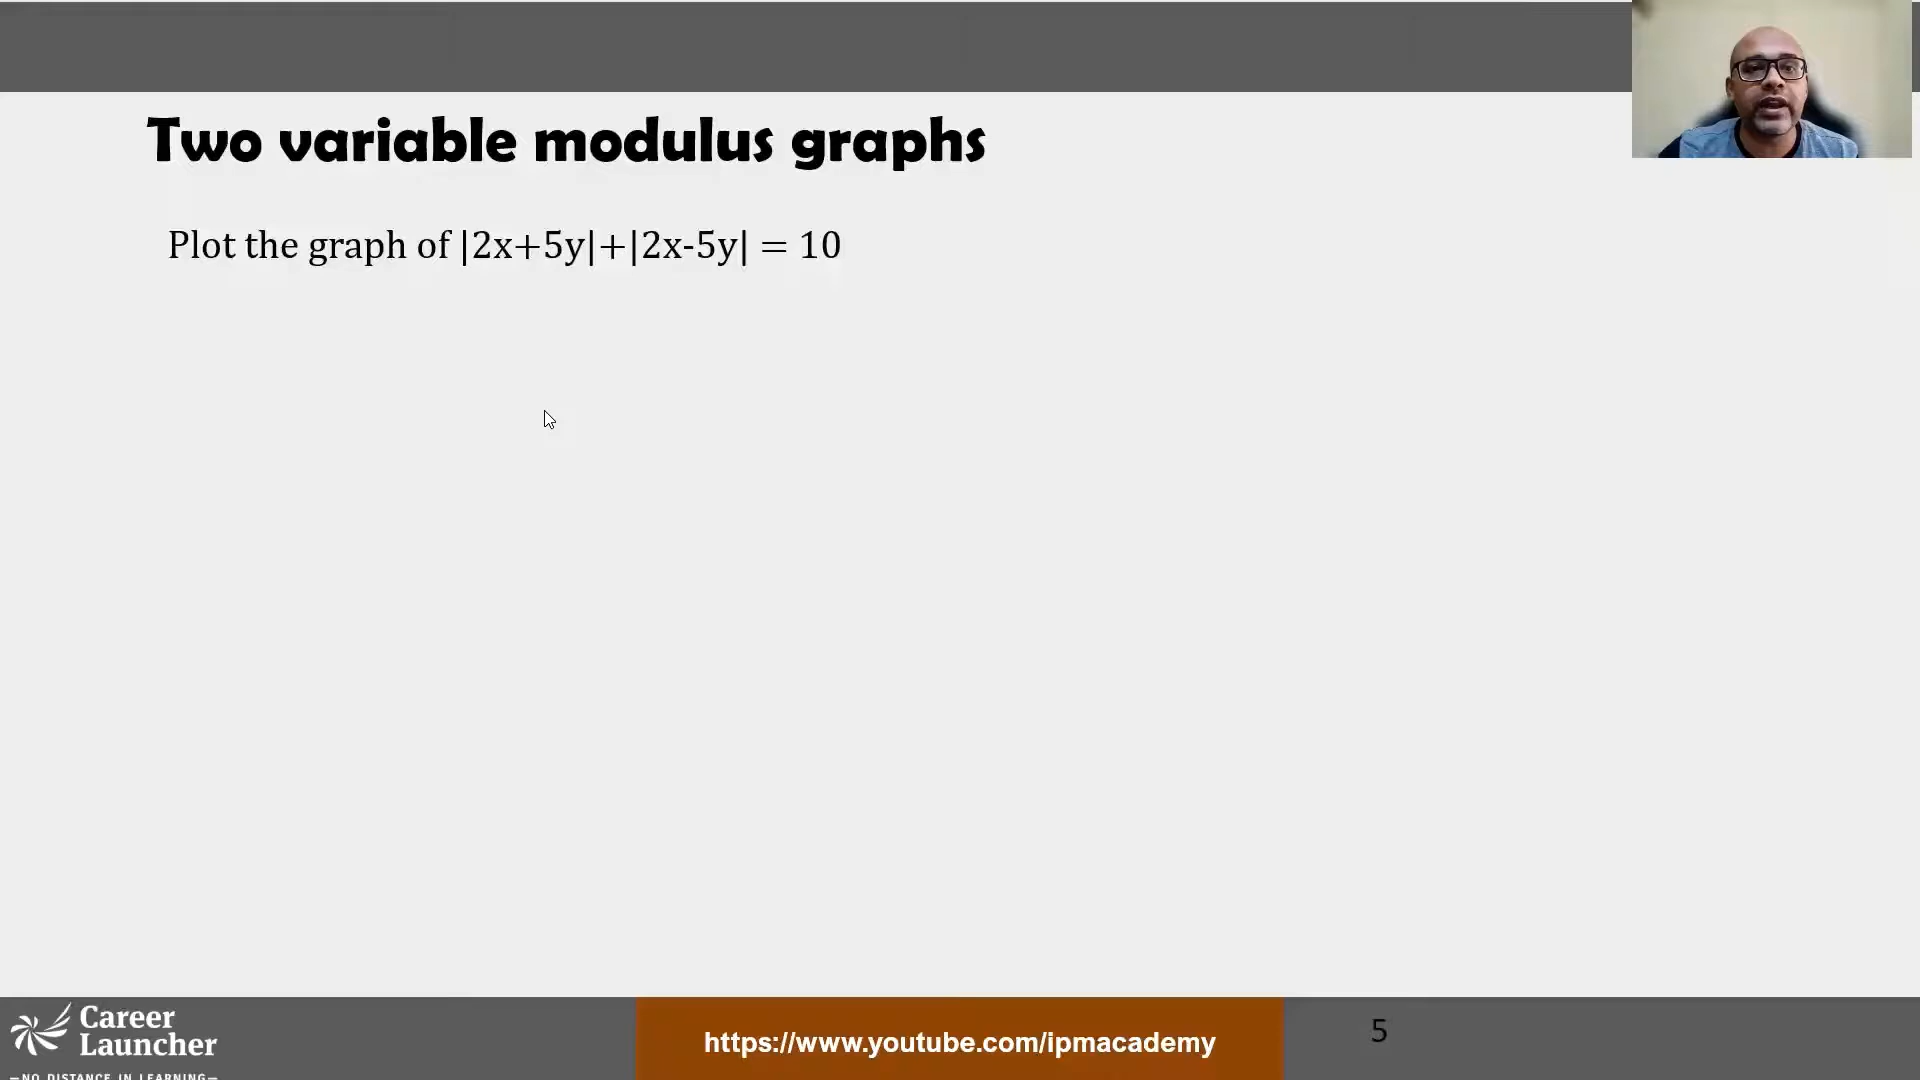 Two variable modulus graphs
Plot the graph of |2x+5y|+|2x-5y| = 10
Career
Launcher
—NO DISTANCE IN LEARNING—
https://www.youtube.com/ipmacademy
5